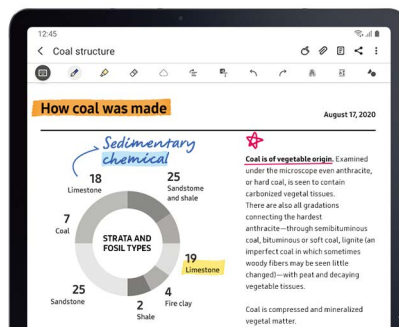 12:45
Coal structure
How coal was made
August 17, 2020
Sedimentary
chemical
18
Limestone
25
Sandstome
and shale
7
Coal
STRATA AND
FOSIL TYPES
19
Limestone
25
Sandstone
2
Shale
4
Fire clay
Coal is of vegetable origin. Examined
under the microscope even anthracite,
or hard coal, is seen to contain
carbonized vegetal tissues.
There are also all gradations
connecting the hardest
anthracite—through semibituminous
coal, bituminous or soft coal, lignite (an
imperfect coal in which sometimes
woody fibers may be seen little
changed)—with peat and decaying
vegetable tissues.
Coal is compressed and mineralized
vegetal matter.